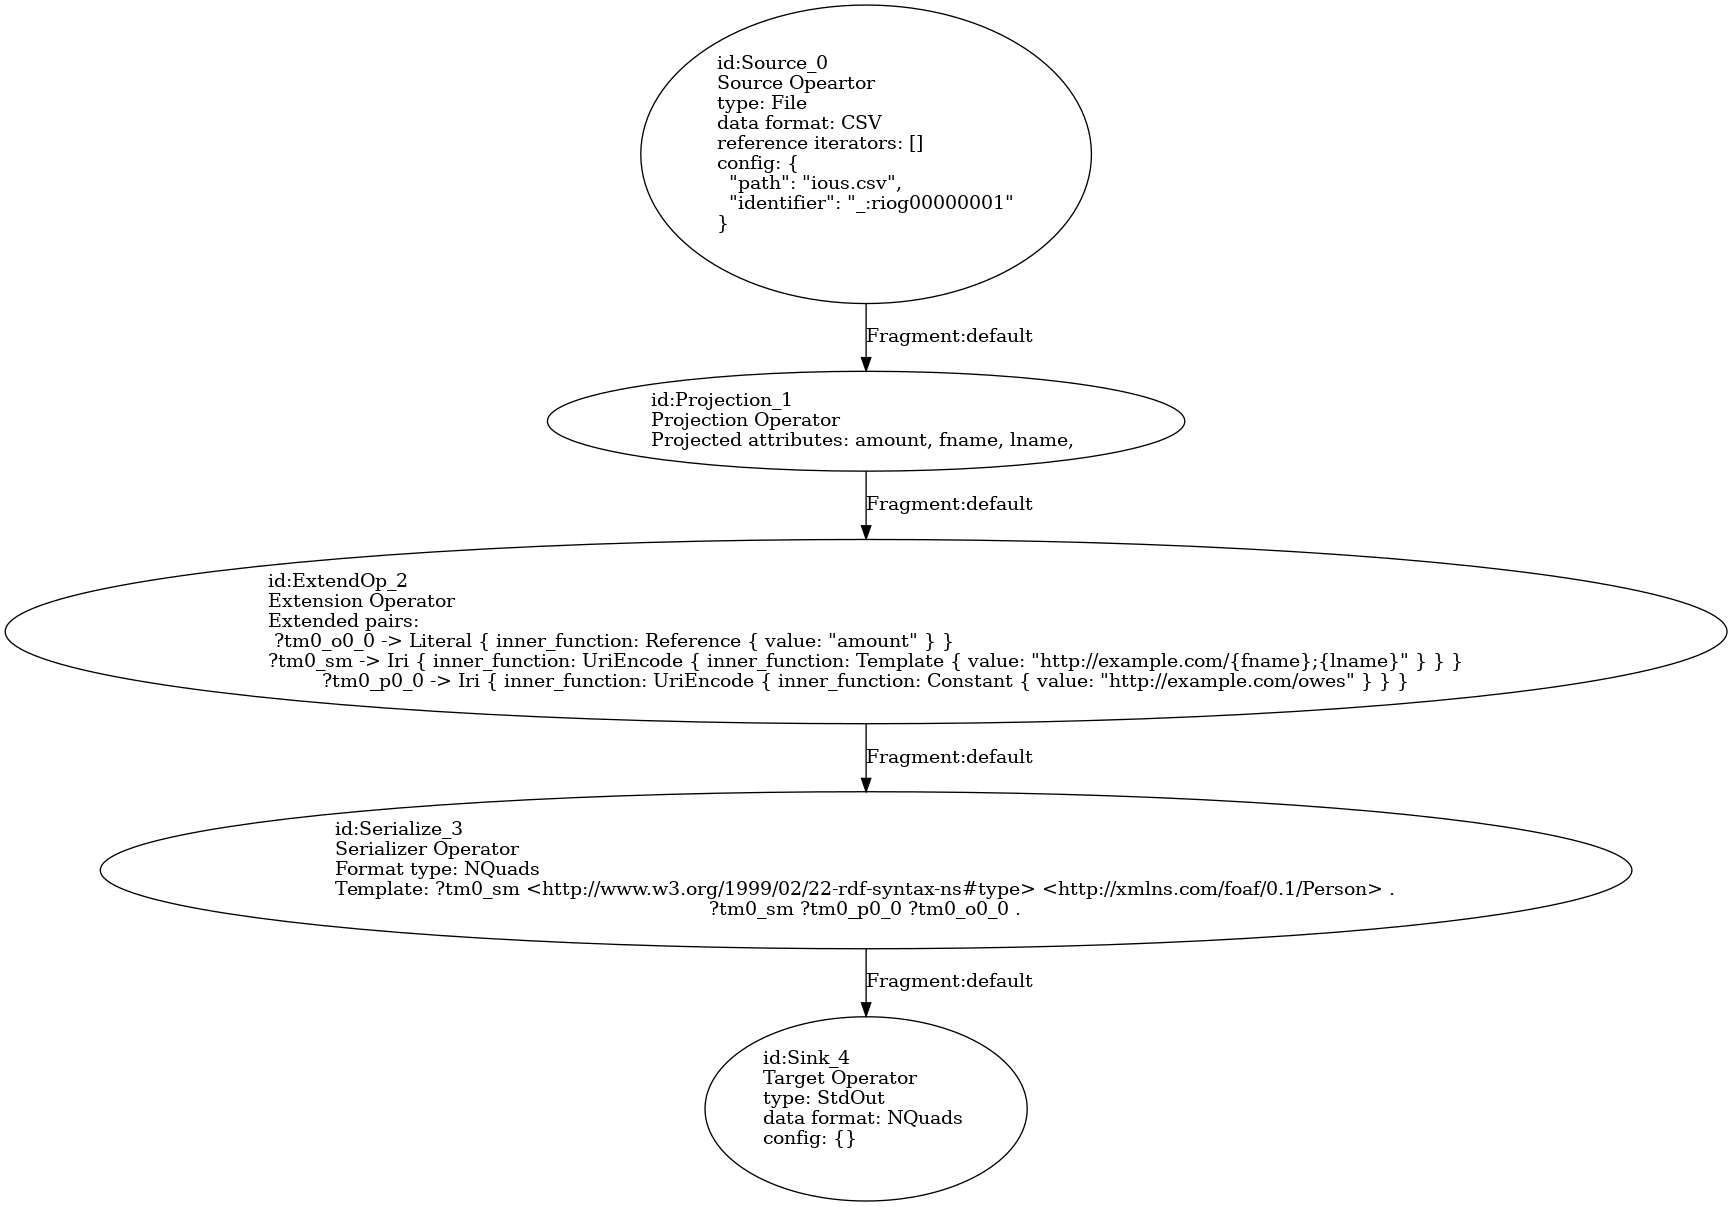 id:Source_0
Source Opeartor
type: File
data format: CSV
reference iterators: []
config: {
  "path": "ious.csv",
  "identifier": "_:riog00000001"
}
Fragment:default
id:Projection_1
Projection Operator
Projected attributes: amount, fname, lname,
Fragment:default
id:ExtendOp_2
Extension Operator
Extended pairs:
?tm0_o0_0 -> Literal { inner_function: Reference { value: "amount" } }
?tm0_sm -> Iri { inner_function: UriEncode { inner_function: Template { value: "http://example.com/{fname};{lname}" } } }
?tm0_p0_0 -> Iri { inner_function: UriEncode { inner_function: Constant { value: "http://example.com/owes" } } }
Fragment:default
id:Serialize_3
Serializer Operator
Format type: NQuads
Template: ?tm0_sm <http://www.w3.org/1999/02/22-rdf-syntax-ns#type> <http://xmlns.com/foaf/0.1/Person> .
?tm0_sm ?tm0_p0_0 ?tm0_o0_0 .
Fragment:default
id:Sink_4
Target Operator
type: StdOut
data format: NQuads
config: {}